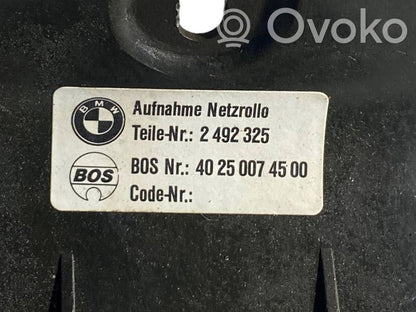 Ovoko
BMW
Aufnahme Netzrollo
Teile-Nr.: 2 492 325
BOS
BOS Nr.: 40 25 007 45 00
Code-Nr.: